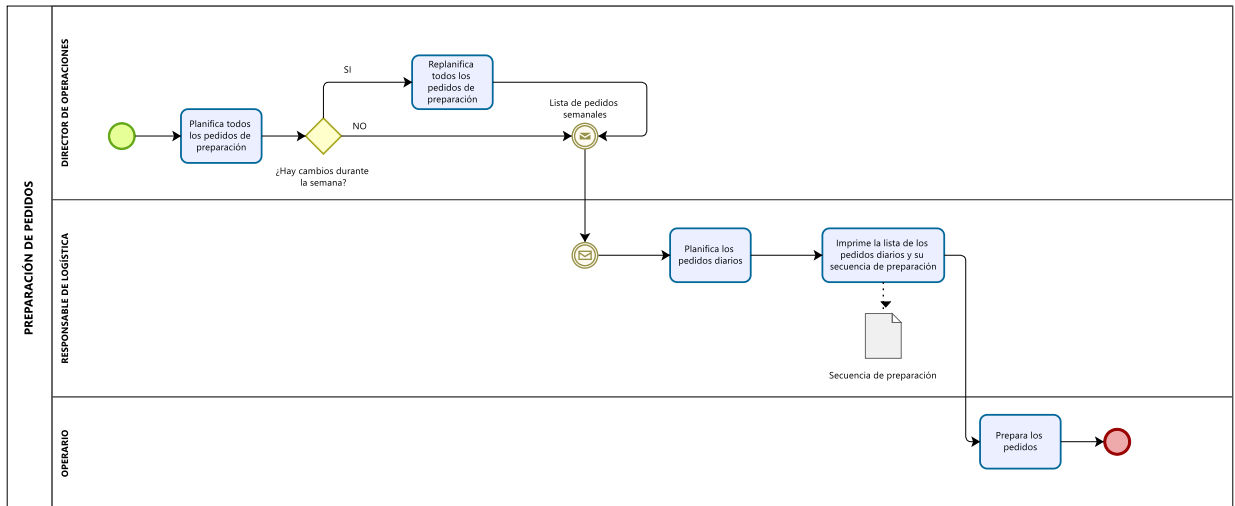 PREPARACIÓN DE PEDIDOS
DIRECTOR DE OPERACIONES
Planifica todos
los pedidos de
preparación
¿Hay cambios durante
la semana?
SI
NO
Replanifica
todos los
pedidos de
preparación
Lista de pedidos
semanales
RESPONSABLE DE LOGÍSTICA
Planifica los
pedidos diarios
Imprime la lista de los
pedidos diarios y su
secuencia de preparación
Secuencia de preparación
OPERARIO
Prepara los
pedidos